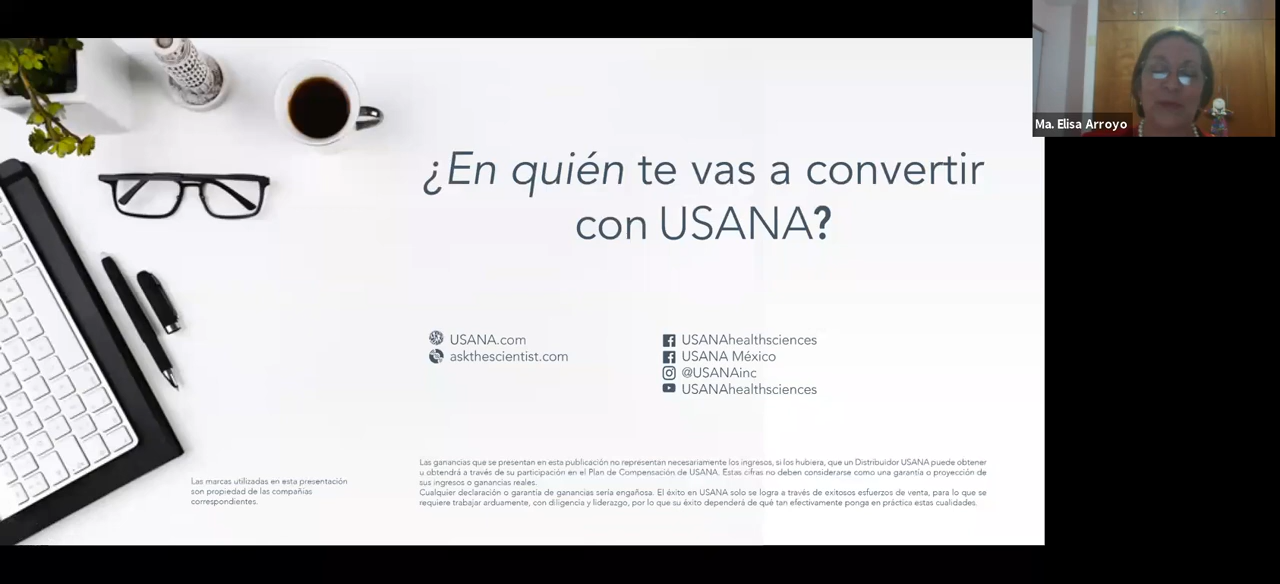 ¿En quién te vas a convertir
con USANA?
USANA.com
askthescientist.com
USANAhealthsciences
USANA México
@USANAinc
USANAhealthsciences
Las marcas utilizadas en esta presentación
son propiedad de las compañías
correspondientes.
Las ganancias que se presentan en esta publicación no representan necesariamente los ingresos, si los hubiera, que un Distribuidor USANA puede obtener
u obtendrá a través de su participación en el Plan de Compensación de USANA. Estas cifras no deben considerarse como una garantía o proyección de
sus ingresos o ganancias reales.
Cualquier declaración o garantía de ganancias sería engañosa. El éxito en USANA solo se logra a través de exitosos esfuerzos de venta, para lo que se
requiere trabajar arduamente, con diligencia y liderazgo, por lo que su éxito dependerá de qué tan efectivamente ponga en práctica estas cualidades.
Ma. Elisa Arroyo